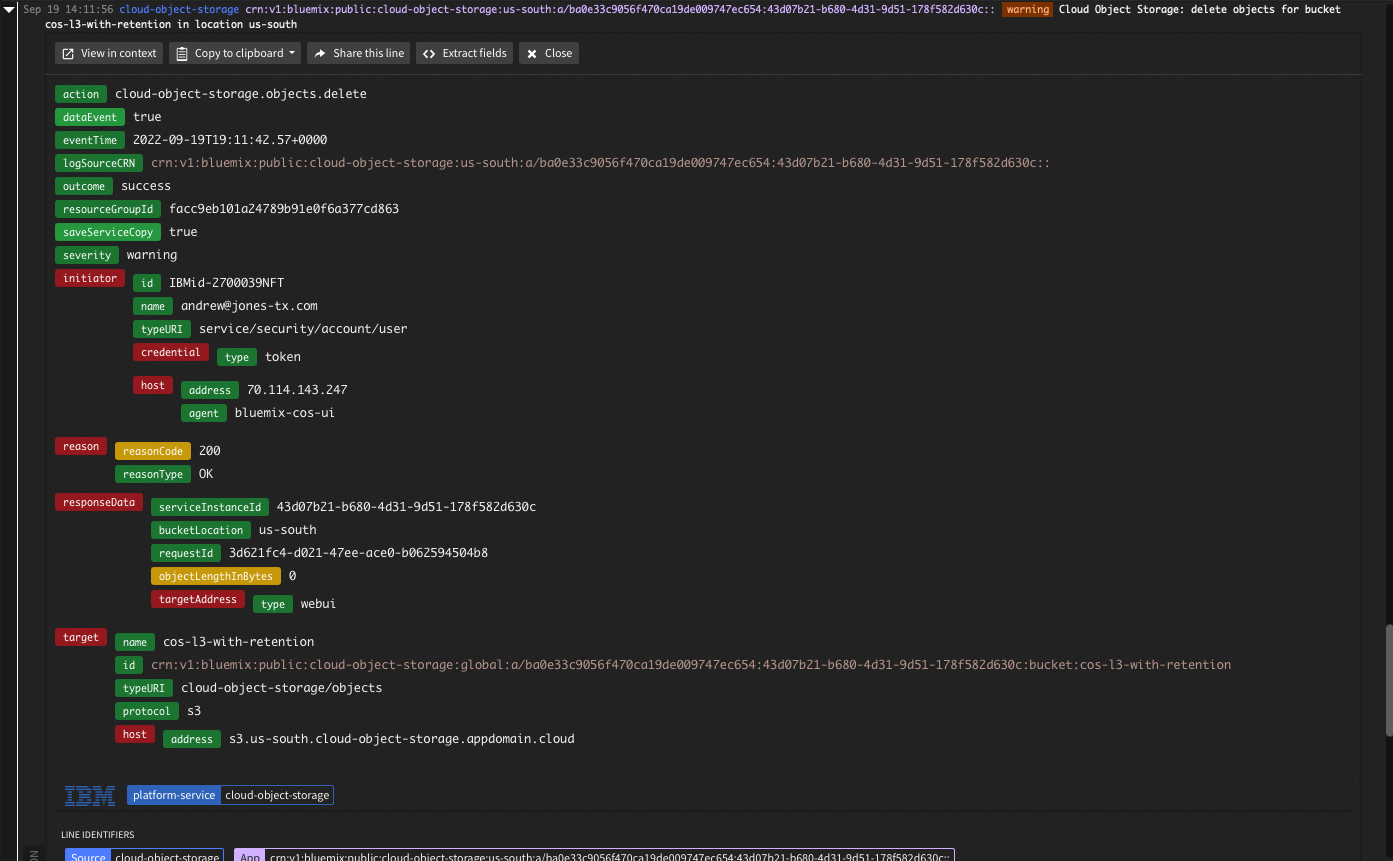 Sep 19 14:11:56 cloud-object-storage crn:v1:bluemix:public:cloud-object-storage:us-south:a/ba0e33c9056f470ca19de009747ec654:43d07b21-b680-4d31-9d51-178f582d630c:: warning Cloud Object Storage: delete objects for bucket
cos-l3-with-retention in location us-south
View in context Copy to clipboard Share this line Extract fields Close
action cloud-object-storage.objects.delete
dataEvent true
eventTime 2022-09-19T19:11:42.57+0000
logSourceCRN crn:v1:bluemix:public:cloud-object-storage:us-south:a/ba0e33c9056f470ca19de009747ec654:43d07b21-b680-4d31-9d51-178f582d630c::
outcome success
resourceGroupId facc9eb101a24789b91e0f6a377cd863
saveServiceCopy true
severity warning
initiator id IBMid-2700039NFT
name andrew@jones-tx.com
typeURI service/security/account/user
credential type token
host address 70.114.143.247
agent bluemix-cos-ui
reason reasonCode 200
reasonType OK
responseData serviceInstanceId 43d07b21-b680-4d31-9d51-178f582d630c
bucketLocation us-south
requestId 3d621fc4-d021-47ee-ace0-b062594504b8
objectLengthInBytes 0
targetAddress type webui
target name cos-l3-with-retention
id crn:v1:bluemix:public:cloud-object-storage:global:a/ba0e33c9056f470ca19de009747ec654:43d07b21-b680-4d31-9d51-178f582d630c:bucket:cos-l3-with-retention
typeURI cloud-object-storage/objects
protocol s3
host address s3.us-south.cloud-object-storage.appdomain.cloud
IBM platform-service cloud-object-storage
LINE IDENTIFIERS
Source cloud-object-storage App crn:v1:bluemix:public:cloud-object-storage:us-south:a/ba0e33c9056f470ca19de009747ec654:43d07b21-b680-4d31-9d51-178f582d630c::